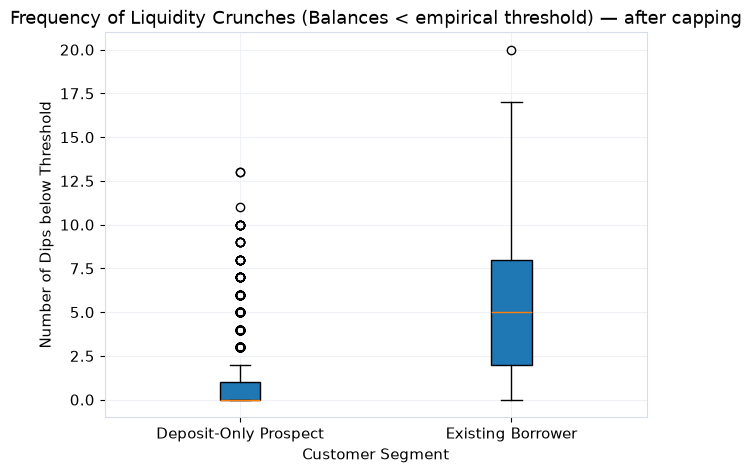 Frequency of Liquidity Crunches (Balances < empirical threshold) — after capping
Number of Dips below Threshold
20.0
17.5
15.0
12.5
10.0
7.5
5.0
2.5
0.0
Deposit-Only Prospect
Existing Borrower
Customer Segment